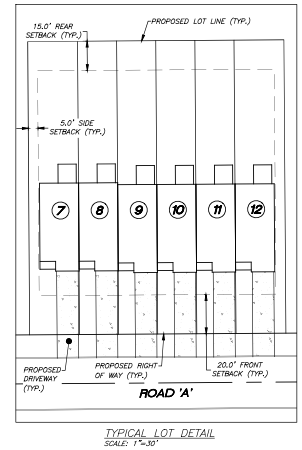 15.0' REAR
SETBACK (TYP.)
PROPOSED LOT LINE (TYP.)
5.0' SIDE
SETBACK (TYP.)
7 8 9 10 11 12
PROPOSED
DRIVEWAY
(TYP.)
PROPOSED RIGHT
OF WAY (TYP.)
20.0' FRONT
SETBACK (TYP.)
ROAD 'A'
TYPICAL LOT DETAIL
SCALE: 1"=30'